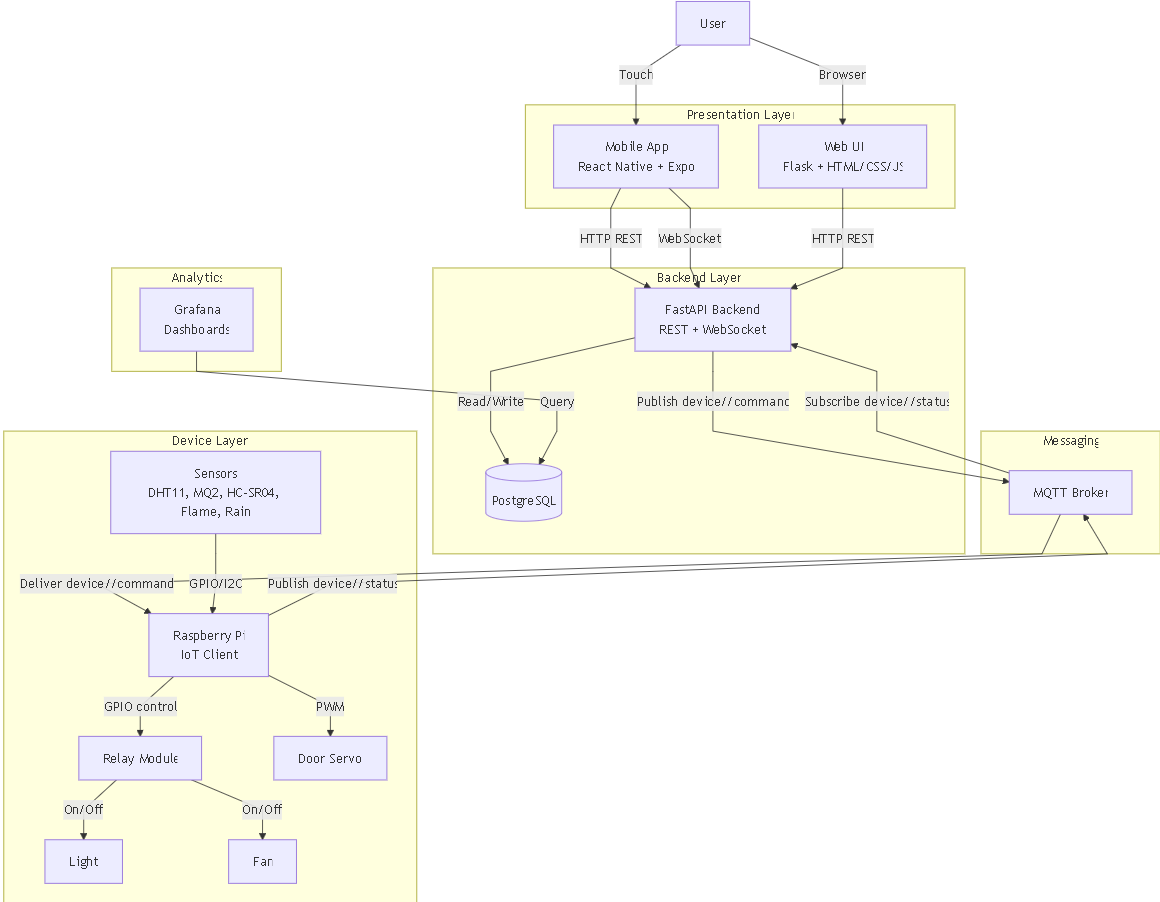 User
Touch
Browser
Presentation Layer
Mobile App
React Native + Expo
Web UI
Flask + HTML/CSS/JS
HTTP REST
WebSocket
HTTP REST
Analytics
Grafana
Dashboards
Backend Layer
FastAPI Backend
REST + WebSocket
Read/Write
Query
Publish device//command
Subscribe device//status
PostgreSQL
Messaging
MQTT Broker
Device Layer
Sensors
DHT11, MQ2, HC-SR04,
Flame, Rain
Deliver device//command
GPIO/I2C
Publish device//status
Raspberry Pi
IoT Client
GPIO control
PWM
Relay Module
Door Servo
On/Off
On/Off
Light
Fan